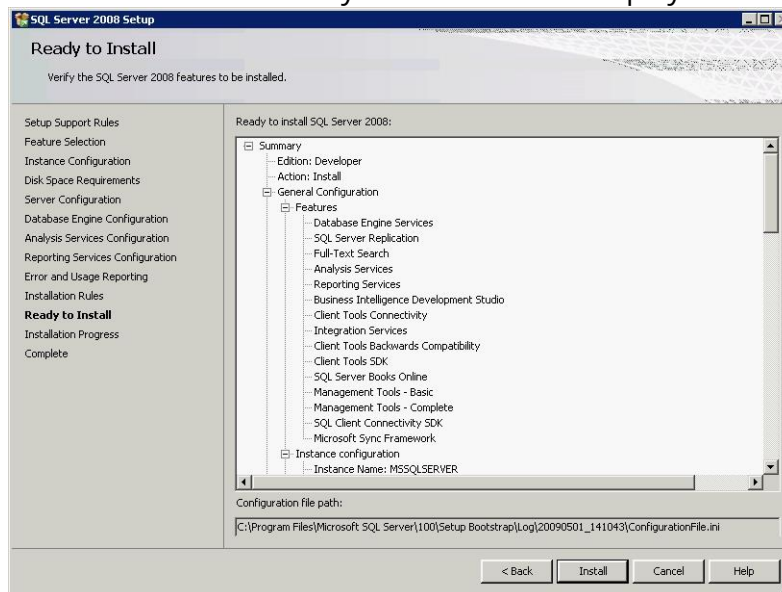 SQL Server 2008 Setup
Ready to Install
Verify the SQL Server 2008 features to be installed.
Setup Support Rules
Feature Selection
Instance Configuration
Disk Space Requirements
Server Configuration
Database Engine Configuration
Analysis Services Configuration
Reporting Services Configuration
Error and Usage Reporting
Installation Rules
Ready to Install
Installation Progress
Complete
Ready to install SQL Server 2008:
Summary
Edition: Developer
Action: Install
General Configuration
Features
Database Engine Services
SQL Server Replication
Full-Text Search
Analysis Services
Reporting Services
Business Intelligence Development Studio
Client Tools Connectivity
Integration Services
Client Tools Backwards Compatibility
Client Tools SDK
SQL Server Books Online
Management Tools - Basic
Management Tools - Complete
SQL Client Connectivity SDK
Microsoft Sync Framework
Instance configuration
Instance Name: MSSQLSERVER
Configuration file path:
C:\Program Files\Microsoft SQL Server\100\Setup Bootstrap\Log\20090501_141043\ConfigurationFile.ini
< Back
Install
Cancel
Help